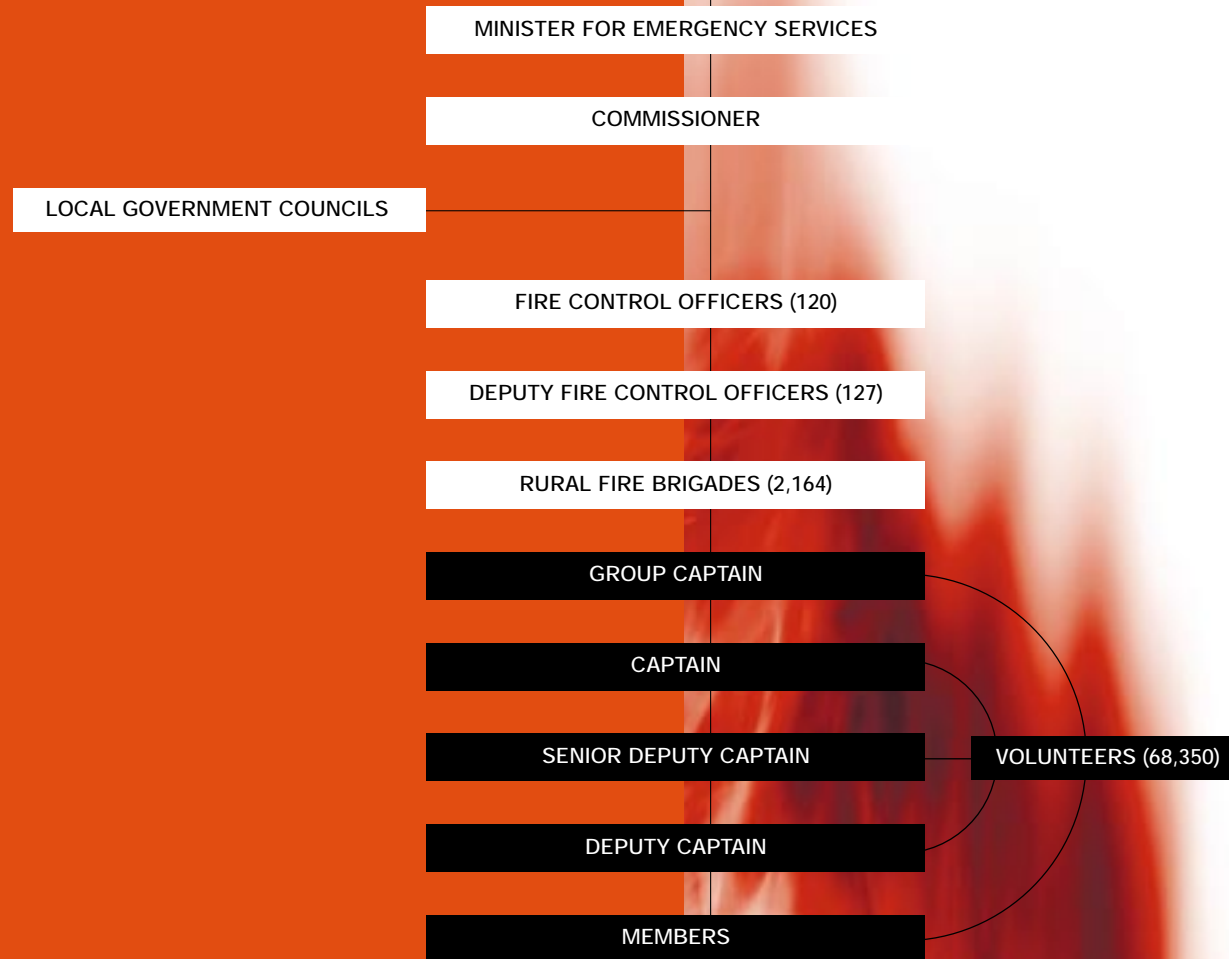 MINISTER FOR EMERGENCY SERVICES
COMMISSIONER
LOCAL GOVERNMENT COUNCILS
FIRE CONTROL OFFICERS (120)
DEPUTY FIRE CONTROL OFFICERS (127)
RURAL FIRE BRIGADES (2,164)
GROUP CAPTAIN
CAPTAIN
SENIOR DEPUTY CAPTAIN
VOLUNTEERS (68,350)
DEPUTY CAPTAIN
MEMBERS